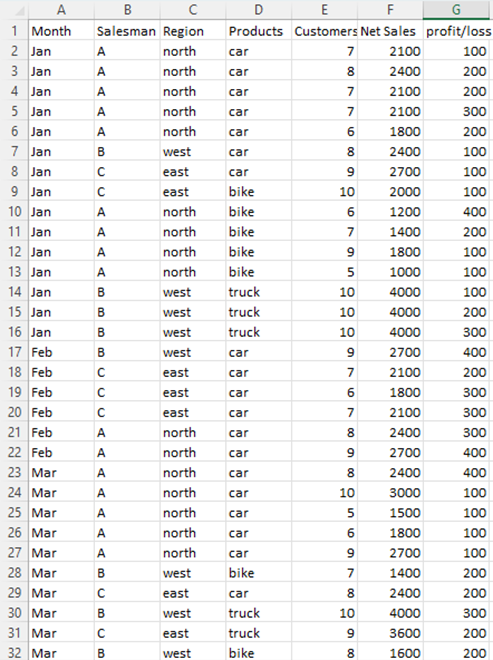 A B C D E F G
1 Month Salesman Region Products Customers Net Sales profit/loss
2 Jan A north car 7 2100 100
3 Jan A north car 8 2400 200
4 Jan A north car 7 2100 200
5 Jan A north car 7 2100 300
6 Jan A north car 6 1800 200
7 Jan B west car 8 2400 100
8 Jan C east car 9 2700 100
9 Jan C east bike 10 2000 100
10 Jan A north bike 6 1200 400
11 Jan A north bike 7 1400 200
12 Jan A north bike 9 1800 100
13 Jan A north bike 5 1000 100
14 Jan B west truck 10 4000 100
15 Jan B west truck 10 4000 200
16 Jan B west truck 10 4000 300
17 Feb B west car 9 2700 400
18 Feb C east car 7 2100 200
19 Feb C east car 6 1800 300
20 Feb C east car 7 2100 300
21 Feb A north car 8 2400 300
22 Feb A north car 9 2700 400
23 Mar A north car 8 2400 400
24 Mar A north car 10 3000 100
25 Mar A north car 5 1500 100
26 Mar A north car 6 1800 100
27 Mar A north car 9 2700 100
28 Mar B west bike 7 1400 200
29 Mar C east car 8 2400 200
30 Mar B west truck 10 4000 300
31 Mar C east truck 9 3600 200
32 Mar B west bike 8 1600 200